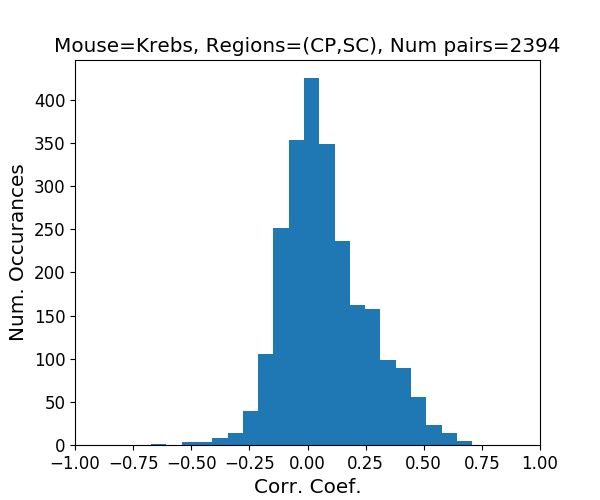 Mouse=Krebs, Regions=(CP,SC), Num pairs=2394
Num. Occurances
400
350
300
250
200
150
100
50
0
−1.00 −0.75 −0.50 −0.25 0.00 0.25 0.50 0.75 1.00
Corr. Coef.